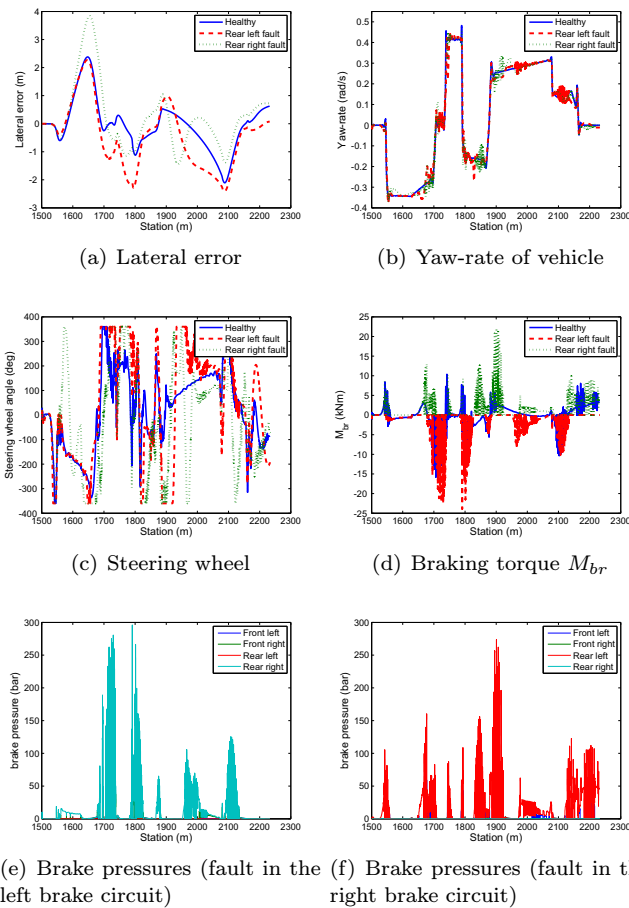 4
3
2
1
0
-1
-2
-3
Lateral error (m)
1500 1600 1700 1800 1900 2000 2100 2200 2300
Station (m)
Healthy
Rear left fault
Rear right fault
(a) Lateral error
0.5
0.4
0.3
0.2
0.1
0
-0.1
-0.2
-0.3
-0.4
Yaw-rate (rad/s)
1500 1600 1700 1800 1900 2000 2100 2200 2300
Station (m)
Healthy
Rear left fault
Rear right fault
(b) Yaw-rate of vehicle
400
300
200
100
0
-100
-200
-300
-400
Steering wheel angle (deg)
1500 1600 1700 1800 1900 2000 2100 2200 2300
Station (m)
Healthy
Rear left fault
Rear right fault
(c) Steering wheel
25
20
15
10
5
0
-5
-10
-15
-20
-25
M_br (kNm)
1500 1600 1700 1800 1900 2000 2100 2200 2300
Station (m)
Healthy
Rear left fault
Rear right fault
(d) Braking torque M_br
300
250
200
150
100
50
0
brake pressure (bar)
1500 1600 1700 1800 1900 2000 2100 2200 2300
Station (m)
Front left
Front right
Rear left
Rear right
(e) Brake pressures (fault in the
left brake circuit)
300
250
200
150
100
50
0
brake pressure (bar)
1500 1600 1700 1800 1900 2000 2100 2200 2300
Station (m)
Front left
Front right
Rear left
Rear right
(f) Brake pressures (fault in th
right brake circuit)